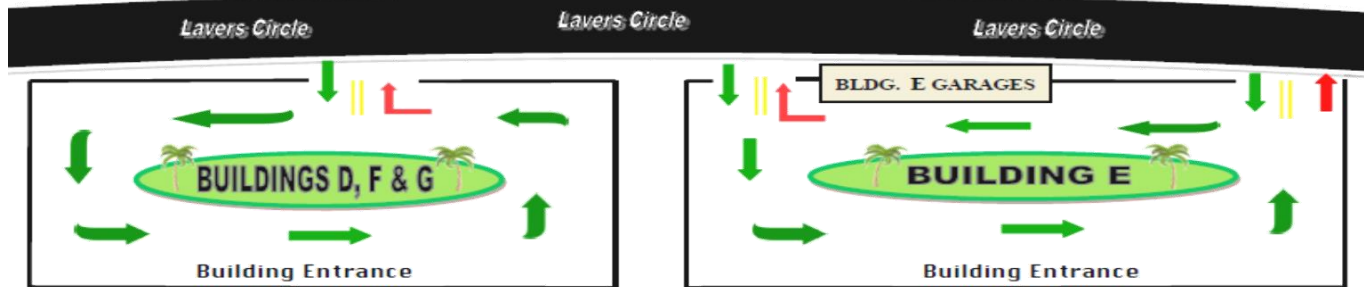 Lavers Circle
Lavers Circle
Lavers Circle
BLDG. E GARAGES
BUILDINGS D, F & G
BUILDING E
Building Entrance
Building Entrance